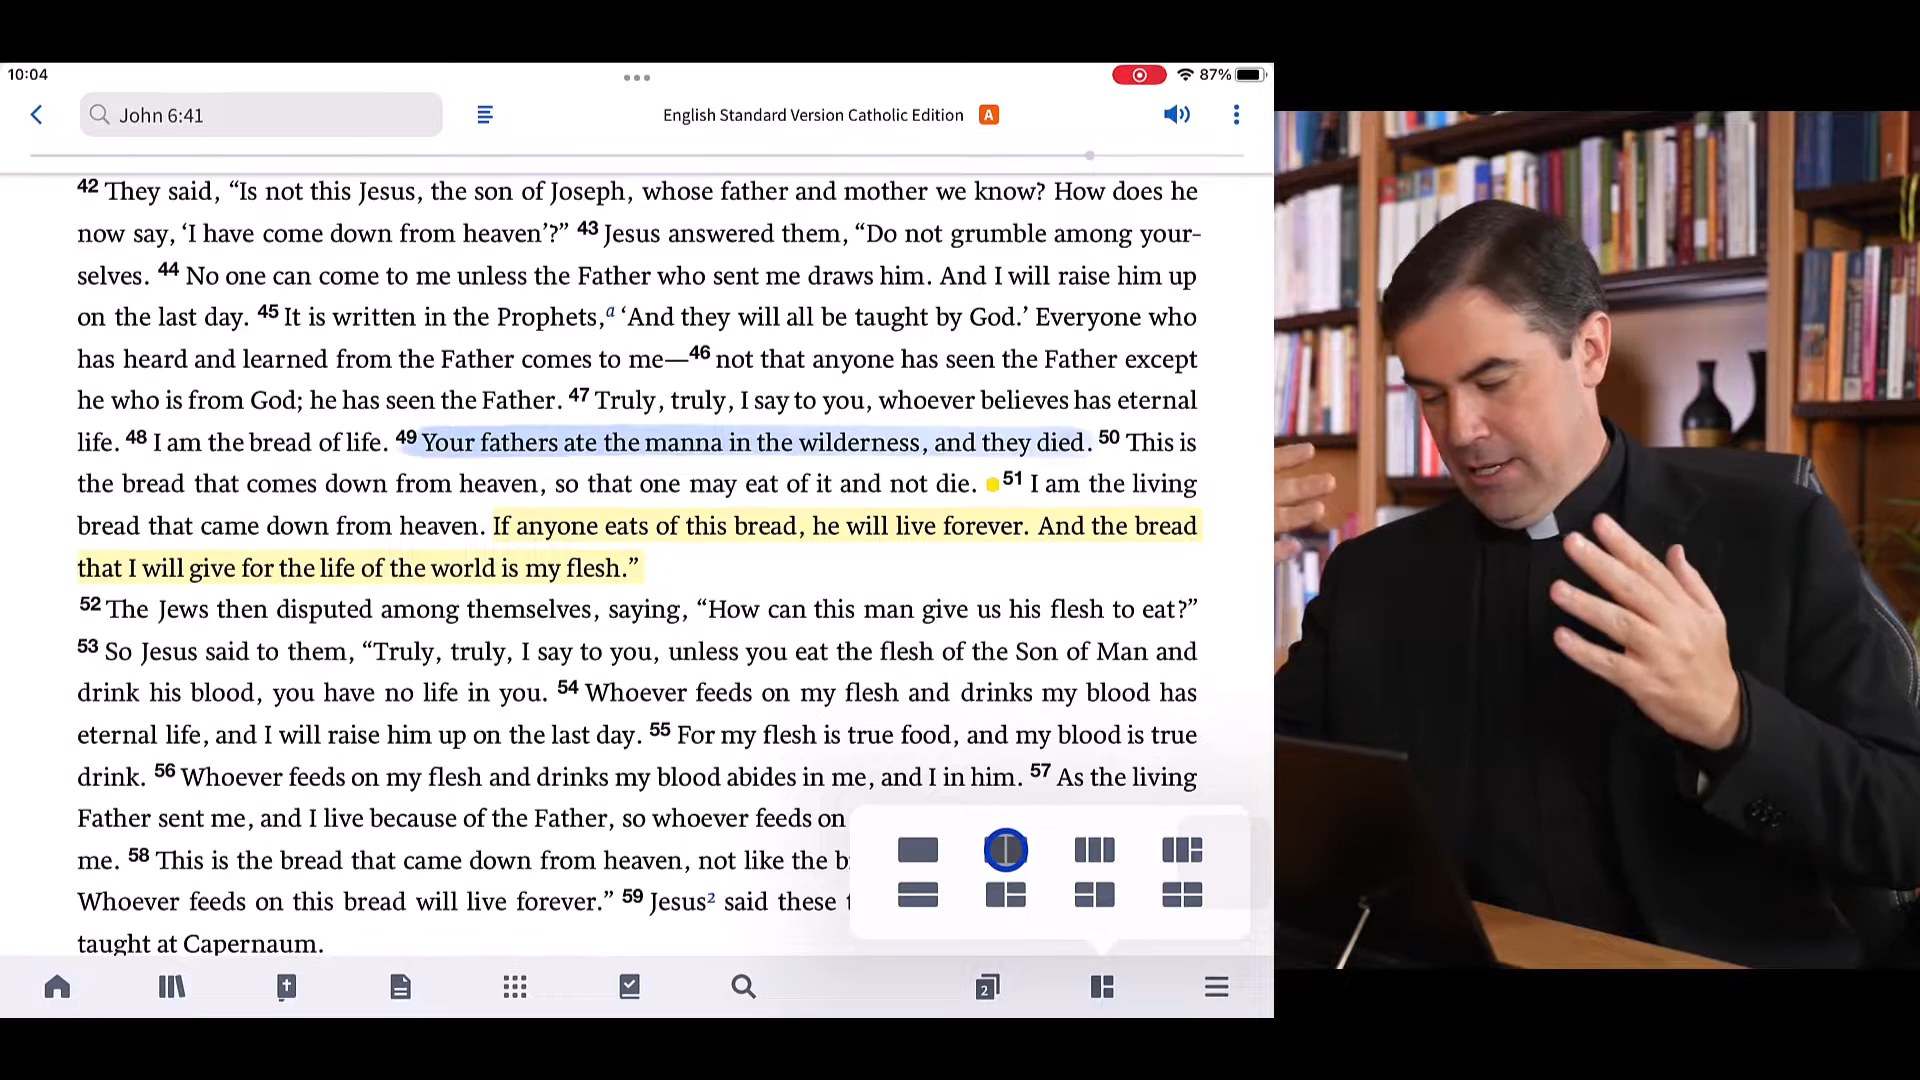 10:04
87%
John 6:41
English Standard Version Catholic Edition A
42 They said, “Is not this Jesus, the son of Joseph, whose father and mother we know? How does he
now say, ‘I have come down from heaven’?” 43 Jesus answered them, “Do not grumble among your-
selves. 44 No one can come to me unless the Father who sent me draws him. And I will raise him up
on the last day. 45 It is written in the Prophets,a ‘And they will all be taught by God.’ Everyone who
has heard and learned from the Father comes to me—46 not that anyone has seen the Father except
he who is from God; he has seen the Father. 47 Truly, truly, I say to you, whoever believes has eternal
life. 48 I am the bread of life. 49 Your fathers ate the manna in the wilderness, and they died. 50 This is
the bread that comes down from heaven, so that one may eat of it and not die. 51 I am the living
bread that came down from heaven. If anyone eats of this bread, he will live forever. And the bread
that I will give for the life of the world is my flesh.”
52 The Jews then disputed among themselves, saying, “How can this man give us his flesh to eat?”
53 So Jesus said to them, “Truly, truly, I say to you, unless you eat the flesh of the Son of Man and
drink his blood, you have no life in you. 54 Whoever feeds on my flesh and drinks my blood has
eternal life, and I will raise him up on the last day. 55 For my flesh is true food, and my blood is true
drink. 56 Whoever feeds on my flesh and drinks my blood abides in me, and I in him. 57 As the living
Father sent me, and I live because of the Father, so whoever feeds on
me. 58 This is the bread that came down from heaven, not like the b
Whoever feeds on this bread will live forever.” 59 Jesus2 said these t
taught at Capernaum.
2